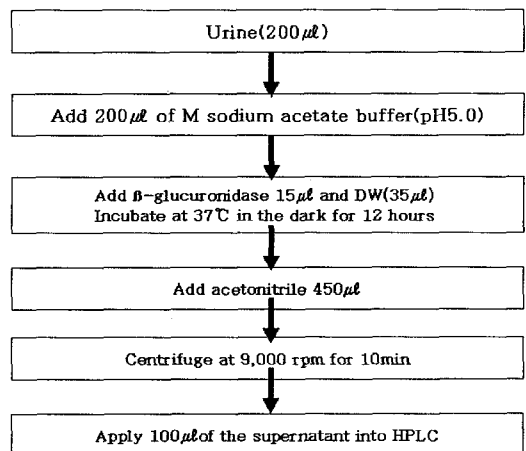 Urine(200㎕)
Add 200㎕ of M sodium acetate buffer(pH5.0)
Add ß-glucuronidase 15㎕ and DW(35㎕)
Incubate at 37℃ in the dark for 12 hours
Add acetonitrile 450㎕
Centrifuge at 9,000 rpm for 10min
Apply 100㎕of the supernatant into HPLC